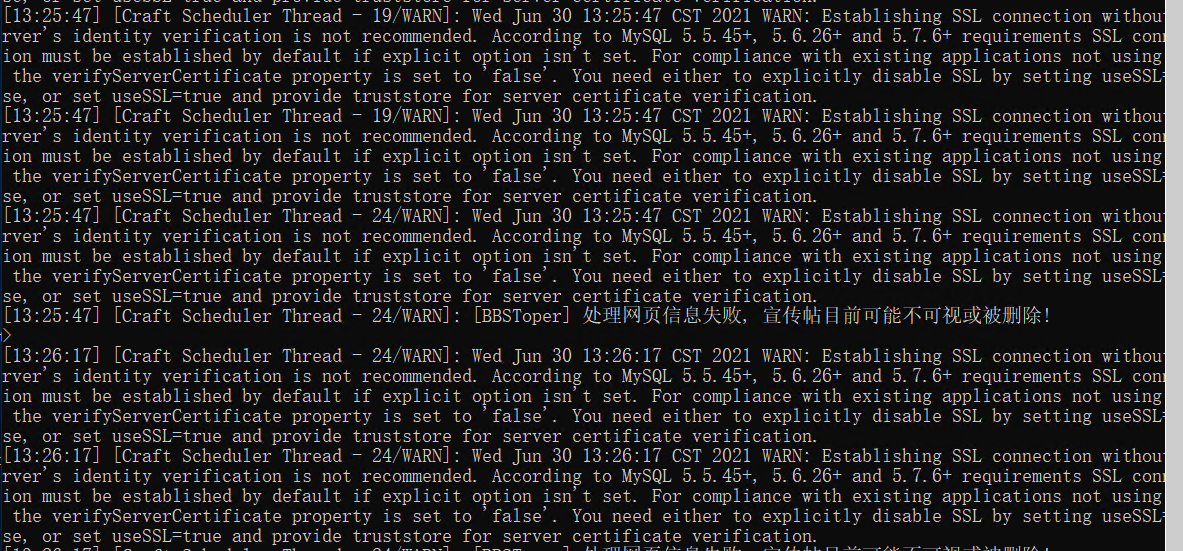 [13:25:47] [Craft Scheduler Thread - 19/WARN]: Wed Jun 30 13:25:47 CST 2021 WARN: Establishing SSL connection
rver's identity verification is not recommended. According to MySQL 5.5.45+, 5.6.26+ and 5.7.6+ requirements SSL
ion must be established by default if explicit option isn't set. For compliance with existing applications not using
the verifyServerCertificate property is set to 'false'. You need either to explicitly disable SSL by setting useSSL=
se, or set useSSL=true and provide truststore for server certificate verification.
[13:25:47] [Craft Scheduler Thread - 19/WARN]: Wed Jun 30 13:25:47 CST 2021 WARN: Establishing SSL connection
rver's identity verification is not recommended. According to MySQL 5.5.45+, 5.6.26+ and 5.7.6+ requirements SSL
ion must be established by default if explicit option isn't set. For compliance with existing applications not using
the verifyServerCertificate property is set to 'false'. You need either to explicitly disable SSL by setting useSSL=
se, or set useSSL=true and provide truststore for server certificate verification.
[13:25:47] [Craft Scheduler Thread - 24/WARN]: Wed Jun 30 13:25:47 CST 2021 WARN: Establishing SSL connection
rver's identity verification is not recommended. According to MySQL 5.5.45+, 5.6.26+ and 5.7.6+ requirements SSL
ion must be established by default if explicit option isn't set. For compliance with existing applications not using
the verifyServerCertificate property is set to 'false'. You need either to explicitly disable SSL by setting useSSL=
se, or set useSSL=true and provide truststore for server certificate verification.
[13:25:47] [Craft Scheduler Thread - 24/WARN]: [BBSToper] 处理网页信息失败, 宣传帖目前可能不可视或被删除!
>
[13:26:17] [Craft Scheduler Thread - 24/WARN]: Wed Jun 30 13:26:17 CST 2021 WARN: Establishing SSL connection
rver's identity verification is not recommended. According to MySQL 5.5.45+, 5.6.26+ and 5.7.6+ requirements SSL
ion must be established by default if explicit option isn't set. For compliance with existing applications not using
the verifyServerCertificate property is set to 'false'. You need either to explicitly disable SSL by setting useSSL=
se, or set useSSL=true and provide truststore for server certificate verification.
[13:26:17] [Craft Scheduler Thread - 24/WARN]: Wed Jun 30 13:26:17 CST 2021 WARN: Establishing SSL connection
rver's identity verification is not recommended. According to MySQL 5.5.45+, 5.6.26+ and 5.7.6+ requirements SSL
ion must be established by default if explicit option isn't set. For compliance with existing applications not using
the verifyServerCertificate property is set to 'false'. You need either to explicitly disable SSL by setting useSSL=
se, or set useSSL=true and provide truststore for server certificate verification.